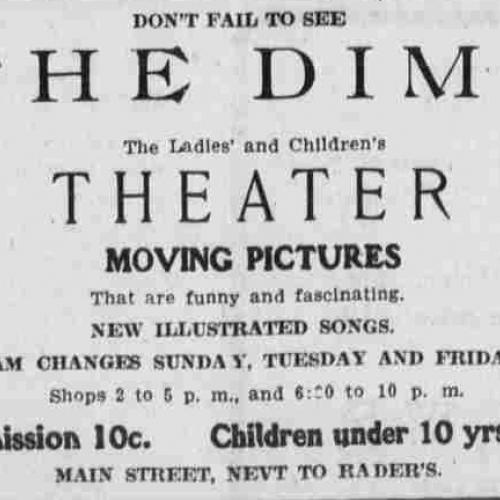 DON'T FAIL TO SEE
HE DIM
The Ladies' and Children's
THEATER
MOVING PICTURES
That are funny and fascinating.
NEW ILLUSTRATED SONGS.
AM CHANGES SUNDAY, TUESDAY AND FRIDA
Shops 2 to 5 p. m., and 6:20 to 10 p. m.
ission 10c. Children under 10 yrs
MAIN STREET, NEVT TO RADER'S.